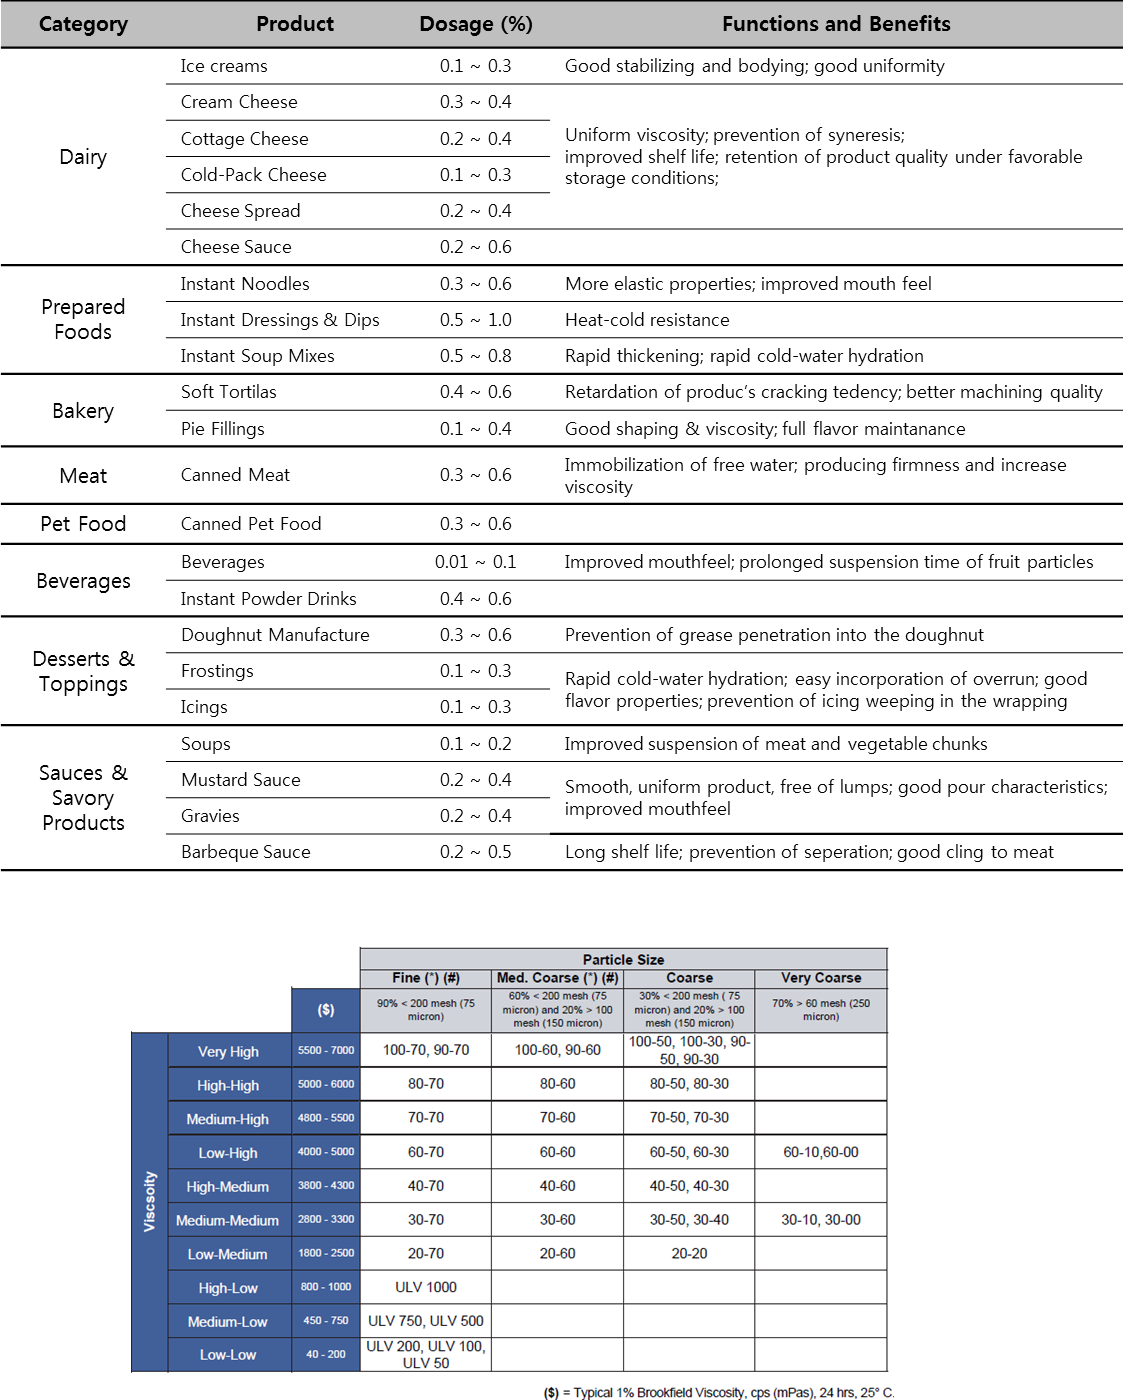 Category Product Dosage (%) Functions and Benefits
Ice creams 0.1 ~ 0.3 Good stabilizing and bodying; good uniformity
Cream Cheese 0.3 ~ 0.4
Dairy
Cottage Cheese 0.2 ~ 0.4
Uniform viscosity; prevention of syneresis;
improved shelf life; retention of product quality under favorable
storage conditions;
Cold-Pack Cheese 0.1 ~ 0.3
Cheese Spread 0.2 ~ 0.4
Cheese Sauce 0.2 ~ 0.6
Prepared
Foods
Instant Noodles 0.3 ~ 0.6 More elastic properties; improved mouth feel
Instant Dressings & Dips 0.5 ~ 1.0 Heat-cold resistance
Instant Soup Mixes 0.5 ~ 0.8 Rapid thickening; rapid cold-water hydration
Bakery
Soft Tortilas 0.4 ~ 0.6 Retardation of produc's cracking tedency; better machining quality
Pie Fillings 0.1 ~ 0.4 Good shaping & viscosity; full flavor maintanance
Meat Canned Meat 0.3 ~ 0.6 Immobilization of free water; producing firmness and increase
viscosity
Pet Food Canned Pet Food 0.3 ~ 0.6
Beverages
Beverages 0.01 ~ 0.1 Improved mouthfeel; prolonged suspension time of fruit particles
Instant Powder Drinks 0.4 ~ 0.6
Desserts &
Toppings
Doughnut Manufacture 0.3 ~ 0.6 Prevention of grease penetration into the doughnut
Frostings 0.1 ~ 0.3
Rapid cold-water hydration; easy incorporation of overrun; good
flavor properties; prevention of icing weeping in the wrapping
Icings 0.1 ~ 0.3
Sauces &
Savory
Products
Soups 0.1 ~ 0.2 Improved suspension of meat and vegetable chunks
Mustard Sauce 0.2 ~ 0.4
Smooth, uniform product, free of lumps; good pour characteristics;
improved mouthfeel
Gravies 0.2 ~ 0.4
Barbeque Sauce 0.2 ~ 0.5 Long shelf life; prevention of seperation; good cling to meat
Particle Size
Fine (*) (#) Med. Coarse (*) (#) Coarse Very Coarse
($)
90% < 200 mesh (75
micron)
60% < 200 mesh (75
micron) and 20% > 100
mesh (150 micron)
30% < 200 mesh ( 75
micron) and 20% > 100
mesh (150 micron)
70% > 60 mesh (250
micron)
Viscsoity
Very High 5500 - 7000 100-70, 90-70 100-60, 90-60 100-50, 100-30, 90-
50, 90-30
High-High 5000 - 6000 80-70 80-60 80-50, 80-30
Medium-High 4800 - 5500 70-70 70-60 70-50, 70-30
Low-High 4000 - 5000 60-70 60-60 60-50, 60-30 60-10,60-00
High-Medium 3800 - 4300 40-70 40-60 40-50, 40-30
Medium-Medium 2800 - 3300 30-70 30-60 30-50, 30-40 30-10, 30-00
Low-Medium 1800 - 2500 20-70 20-60 20-20
High-Low 800 - 1000 ULV 1000
Medium-Low 450 - 750 ULV 750, ULV 500
Low-Low 40 - 200 ULV 200, ULV 100,
ULV 50
($) = Typical 1% Brookfield Viscosity, cps (mPas), 24 hrs, 25° C.